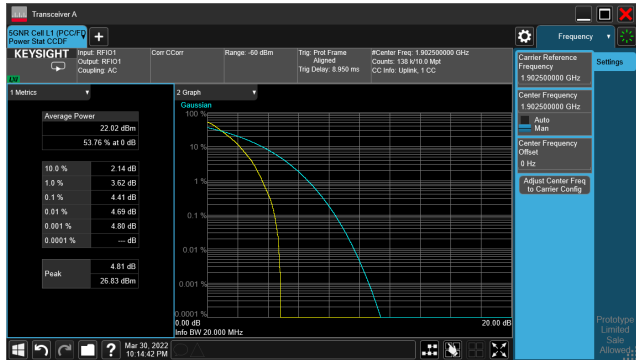 Transceiver A
5GNR Cell L1 (PCC/FD
Power Stat CCDF
KEYSIGHT
LV
Input: RFIO1
Output: RFIO1
Coupling: AC
Corr CCorr
Range: -60 dBm
Trig: Prot Frame
Aligned
Trig Delay: 8.950 ms
#Center Freq: 1.902500000 GHz
Counts: 138 k/10.0 Mpt
CC Info: Uplink, 1 CC
Frequency
Settings
Carrier Reference
Frequency
1.902500000 GHz
Center Frequency
1.902500000 GHz
Auto
Man
Center Frequency
Offset
0 Hz
Adjust Center Freq
to Carrier Config
1 Metrics
Average Power
22.02 dBm
53.76 % at 0 dB
10.0 % 2.14 dB
1.0 % 3.62 dB
0.1 % 4.41 dB
0.01 % 4.69 dB
0.001 % 4.80 dB
0.0001 % --- dB
Peak
4.81 dB
26.83 dBm
2 Graph
Gaussian
100 %
10 %
1 %
0.1 %
0.01 %
0.001 %
0.0001 %
0.00 dB
20.00 dB
Info BW 20.000 MHz
Mar 30, 2022
10:14:42 PM
Prototype
Limited
Sale
Allowed